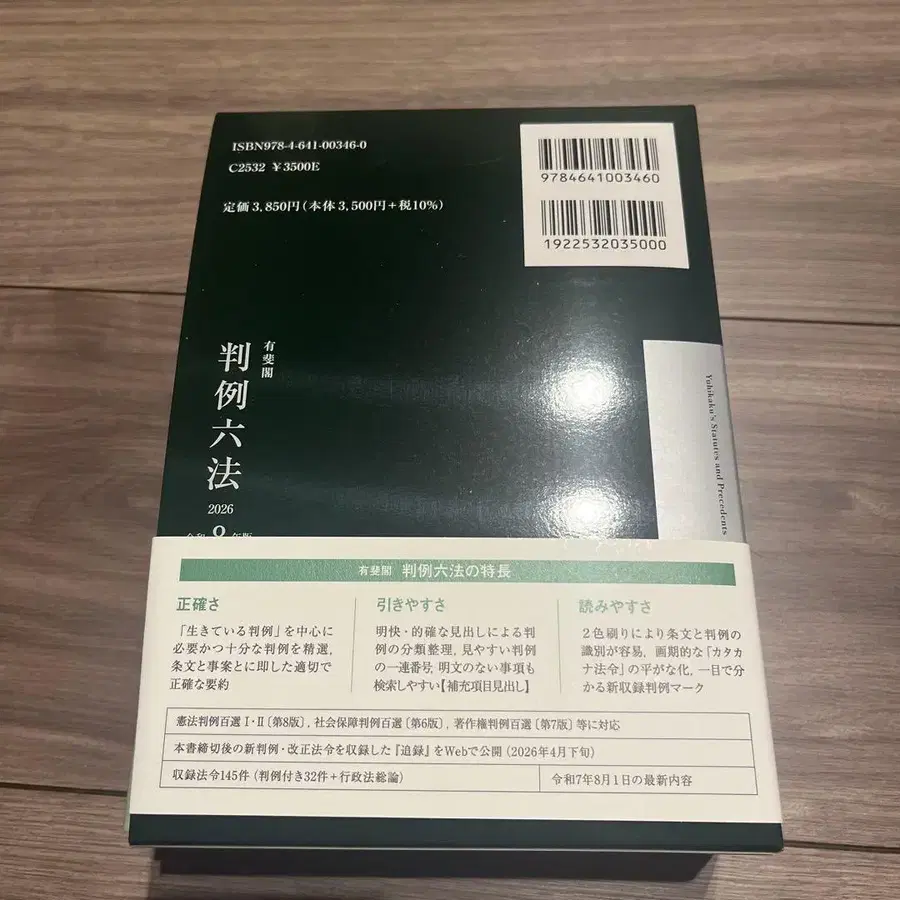 ISBN978-4-641-00346-0
C2532 ¥3500E
定価 3,850円(本体 3,500円+税10%)
9784641003460
1922532035000
有斐閣
判例六法
2026
Yuhikaku's Statutes and Precedents
有斐閣 判例六法の特長
正確さ
「生きている判例」を中心に
必要かつ十分な判例を精選,
条文と事案とに即した適切で
正確な要約
引きやすさ
明快・的確な見出しによる判
例の分類整理, 見やすい判例
の一連番号, 明文のない事項も
検索しやすい【補充項目見出し】
読みやすさ
2色刷りにより条文と判例の
識別が容易, 画期的な「カタカ
ナ法令」の平がな化, 一目で分
かる新収録判例マーク
憲法判例百選Ⅰ・Ⅱ〔第8版〕, 社会保障判例百選〔第6版〕, 著作権判例百選〔第7版〕等に対応
本書締切後の新判例・改正法令を収録した『追録』をWebで公開(2026年4月下旬)
収録法令145件(判例付き32件+行政法総論)
令和7年8月1日の最新内容